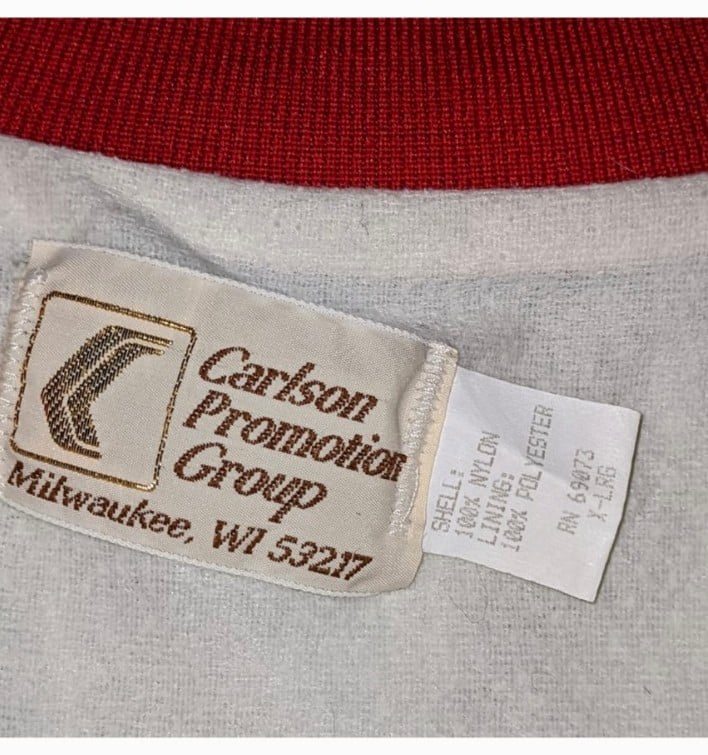 Carlson
Promotion
Group
Milwaukee, WI 53217
SHELL:
100% NYLON
LINING:
100% POLYESTER
RN 69073
X-LRG